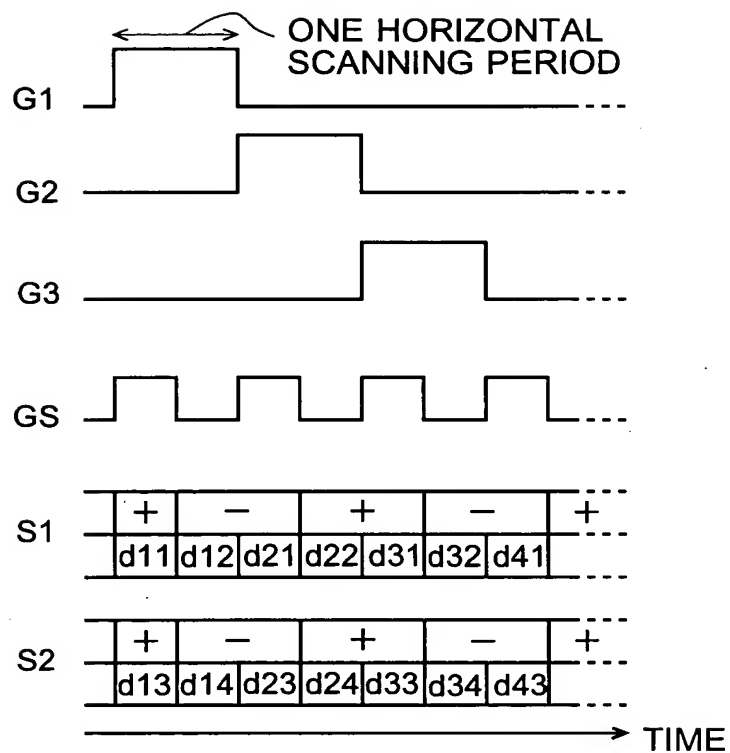 ONE HORIZONTAL
SCANNING PERIOD
G1
G2
G3
GS
S1
+ − + − +
d11 d12 d21 d22 d31 d32 d41
S2
+ − + − +
d13 d14 d23 d24 d33 d34 d43
TIME